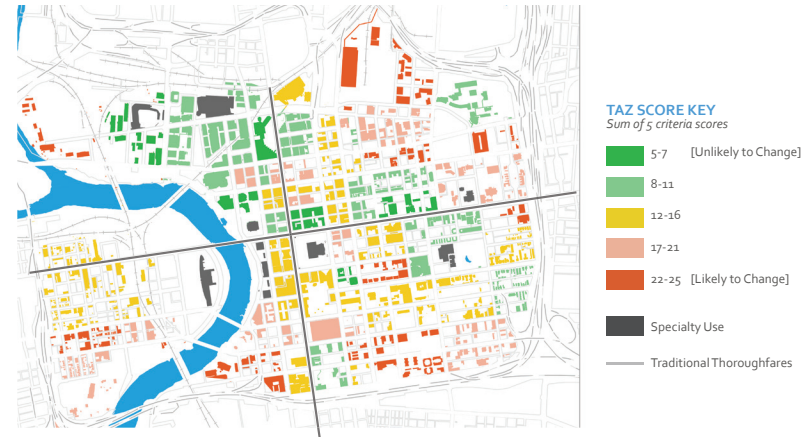 TAZ SCORE KEY
Sum of 5 criteria scores
5-7 [Unlikely to Change]
8-11
12-16
17-21
22-25 [Likely to Change]
Specialty Use
Traditional Thoroughfares